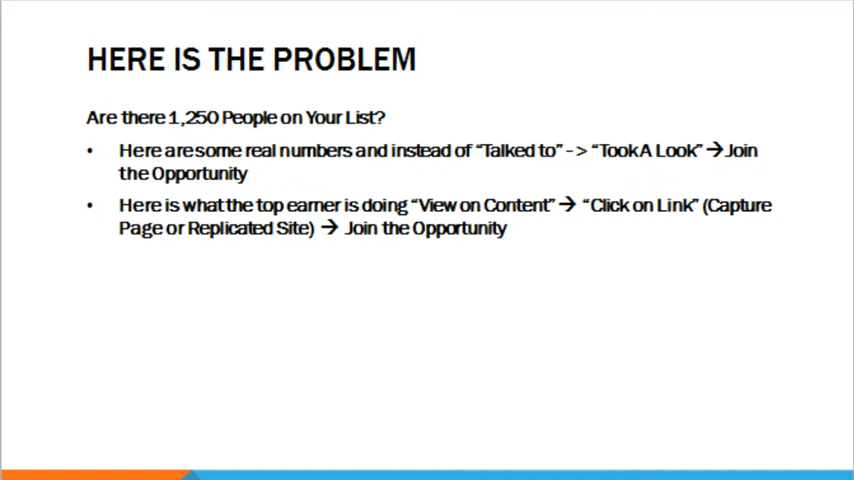 HERE IS THE PROBLEM
Are there 1,250 People on Your List?
• Here are some real numbers and instead of “Talked to” - > “Took A Look” → Join
the Opportunity
• Here is what the top earner is doing “View on Content” → “Click on Link” (Capture
Page or Replicated Site) → Join the Opportunity